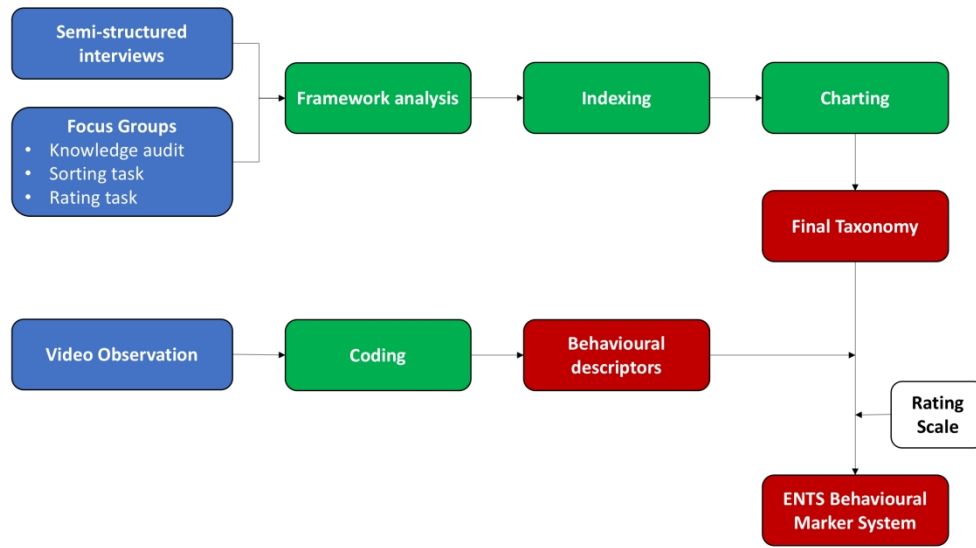 Semi-structured
interviews
Focus Groups
• Knowledge audit
• Sorting task
• Rating task
Framework analysis
Indexing
Charting
Final Taxonomy
Video Observation
Coding
Behavioural
descriptors
Rating
Scale
ENTS Behavioural
Marker System